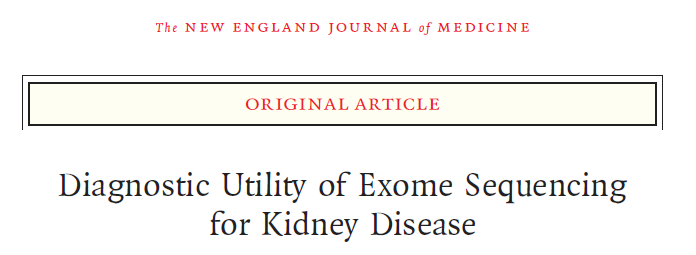 The NEW ENGLAND JOURNAL of MEDICINE
ORIGINAL ARTICLE
Diagnostic Utility of Exome Sequencing
for Kidney Disease